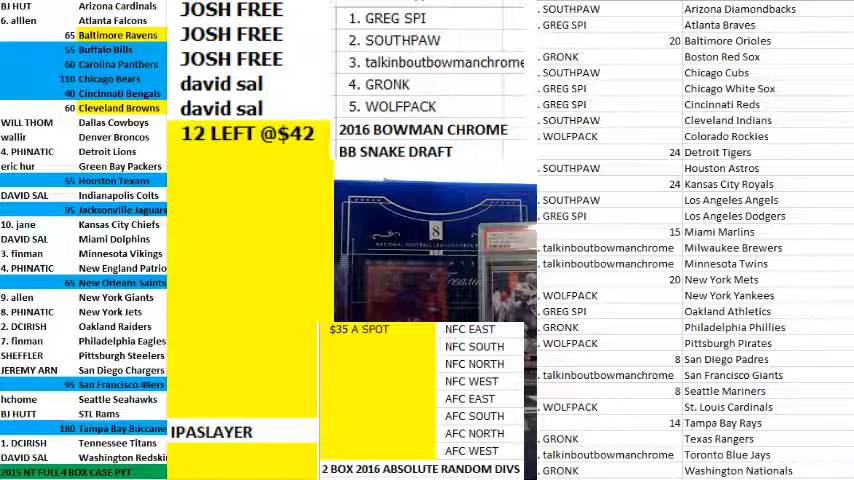 BJ HUT Arizona Cardinals
6. alllen Atlanta Falcons
65 Baltimore Ravens
55 Buffalo Bills
60 Carolina Panthers
110 Chicago Bears
40 Cincinnati Bengals
60 Cleveland Browns
WILL THOM Dallas Cowboys
wallir Denver Broncos
4. PHINATIC Detroit Lions
eric hur Green Bay Packers
55 Houston Texans
DAVID SAL Indianapolis Colts
95 Jacksonville Jaguars
10. jane Kansas City Chiefs
DAVID SAL Miami Dolphins
3. finman Minnesota Vikings
4. PHINATIC New England Patrio
65 New Orleans Saints
9. allen New York Giants
8. PHINATIC New York Jets
2. DCIRISH Oakland Raiders
7. finman Philadelphia Eagles
SHEFFLER Pittsburgh Steelers
JEREMY ARN San Diego Chargers
95 San Francisco 49ers
hchome Seattle Seahawks
BJ HUTT STL Rams
180 Tampa Bay Buccane
1. DCIRISH Tennessee Titans
DAVID SAL Washington Redski
2015 NT FULL 4 BOX CASE PYT
JOSH FREE
JOSH FREE
JOSH FREE
david sal
david sal
12 LEFT @$42
IPASLAYER
1. GREG SPI
2. SOUTHPAW
3. talkinoutbowmanchrome
4. GRONK
5. WOLFPACK
2016 BOWMAN CHROME
BB SNAKE DRAFT
8
Treasures
$35 A SPOT NFC EAST
NFC SOUTH
NFC NORTH
NFC WEST
AFC EAST
AFC SOUTH
AFC NORTH
AFC WEST
2 BOX 2016 ABSOLUTE RANDOM DIVS
. SOUTHPAW Arizona Diamondbacks
. GREG SPI Atlanta Braves
20 Baltimore Orioles
. GRONK Boston Red Sox
. SOUTHPAW Chicago Cubs
. GREG SPI Chicago White Sox
. GREG SPI Cincinnati Reds
. SOUTHPAW Cleveland Indians
. WOLFPACK Colorado Rockies
24 Detroit Tigers
. SOUTHPAW Houston Astros
24 Kansas City Royals
. SOUTHPAW Los Angeles Angels
. GREG SPI Los Angeles Dodgers
15 Miami Marlins
. talkinboutbowmanchrome Milwaukee Brewers
. talkinboutbowmanchrome Minnesota Twins
20 New York Mets
. WOLFPACK New York Yankees
. GREG SPI Oakland Athletics
. GRONK Philadelphia Phillies
. WOLFPACK Pittsburgh Pirates
8 San Diego Padres
. talkinboutbowmanchrome San Francisco Giants
8 Seattle Mariners
. WOLFPACK St. Louis Cardinals
14 Tampa Bay Rays
. GRONK Texas Rangers
. talkinboutbowmanchrome Toronto Blue Jays
. GRONK Washington Nationals